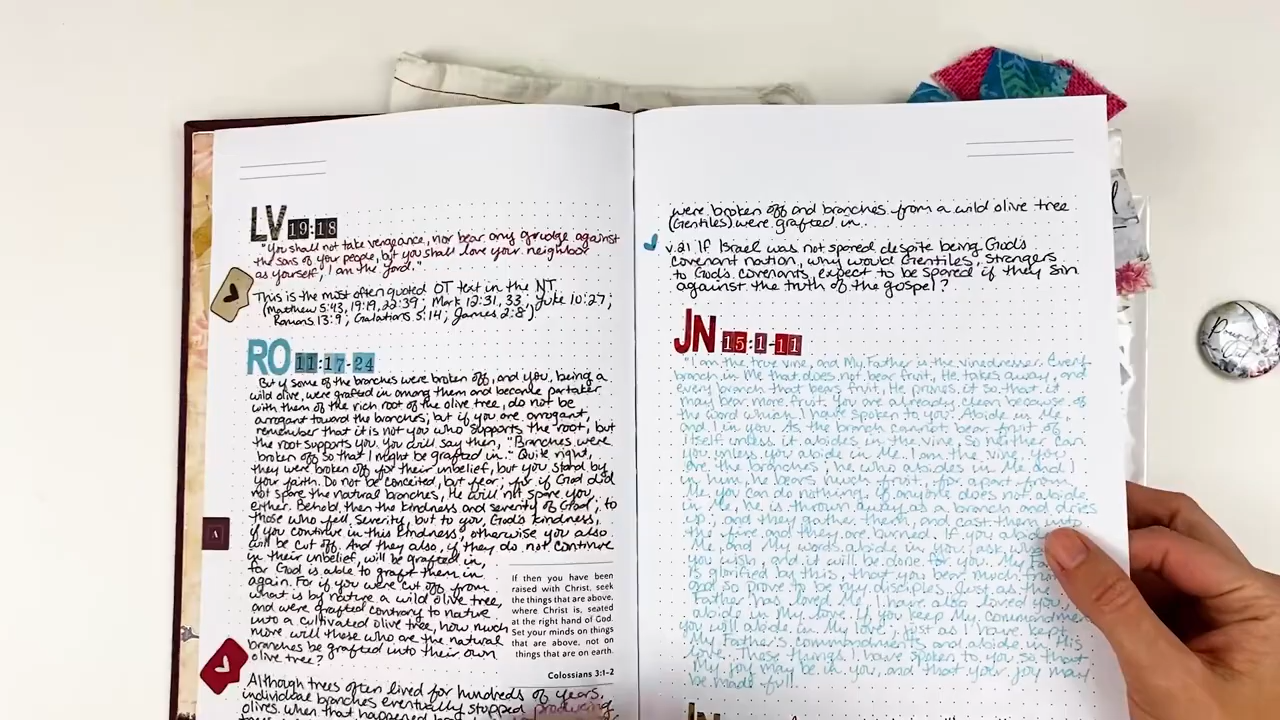 LV 19:18
"You shall not take vengeance, nor bear any grudge against
the sons of your people, but you shall love your neighbor
as yourself; I am the Lord."
This is the most often quoted OT text in the NT
(Matthew 5:43, 19:19, 22:39; Mark 12:31, 33; Luke 10:27;
Romans 13:9; Galatians 5:14; James 2:8)
RO 11:17-24
But if some of the branches were broken off, and you, being a
wild olive, were grafted in among them and became partaker
with them of the rich root of the olive tree, do not be
arrogant toward the branches; but if you are arrogant,
remember that it is not you who supports the root, but
the root supports you. You will say then, "Branches were
broken off so that I might be grafted in." Quite right,
they were broken off for their unbelief, but you stand by
your faith. Do not be conceited, but fear; for if God did
not spare the natural branches, He will not spare you,
either. Behold then the kindness and severity of God; to
those who fell, severity, but to you, God's kindness,
if you continue in this kindness; otherwise you also
will be cut off. And they also, if they do not continue
in their unbelief, will be grafted in,
for God is able to graft them in
again. For if you were cut off from
what is by nature a wild olive tree,
and were grafted contrary to nature
into a cultivated olive tree, how much
more will these who are the natural
branches be grafted into their own
olive tree?
If then you have been
raised with Christ, seek
the things that are above,
where Christ is, seated
at the right hand of God.
Set your minds on things
that are above, not on
things that are on earth.
Colossians 3:1-2
A
Although trees often lived for hundreds of years,
individual branches eventually stopped producing
olives. When that happened
were broken off and branches from a wild olive tree
(Gentiles) were grafted in.
v.21 If Israel was not spared despite being God's
covenant nation, why would Gentiles, strangers
to God's covenants, expect to be spared if they sin
against the truth of the gospel?
JN 15:1-11
"I am the true vine, and My Father is the vinedresser. Every
branch in Me that does not bear fruit, He takes away; and
every branch that bears fruit, He prunes it so that it
may bear more fruit. You are already clean because of
the word which I have spoken to you. Abide in Me,
and I in you. As the branch cannot bear fruit of
itself unless it abides in the vine, so neither can
you unless you abide in Me. I am the vine, you
are the branches; he who abides in Me and I
in him, he bears much fruit, for apart from
Me you can do nothing. If anyone does not abide
in Me, he is thrown away as a branch and dries
up; and they gather them, and cast them into
the fire and they are burned. If you abide
Me, and My words abide in you, ask
you wish, and it will be done for you. My
is glorified by this, that you bear much
and so prove to be My disciples. Just as
Father has loved Me, I have also loved you;
abide in My love. If you keep My commandments
you will abide in My love; just as I have kept
My Father's commandments and abide in His
love. These things I have spoken to you so that
My joy may be in you, and that your joy may
be made full.